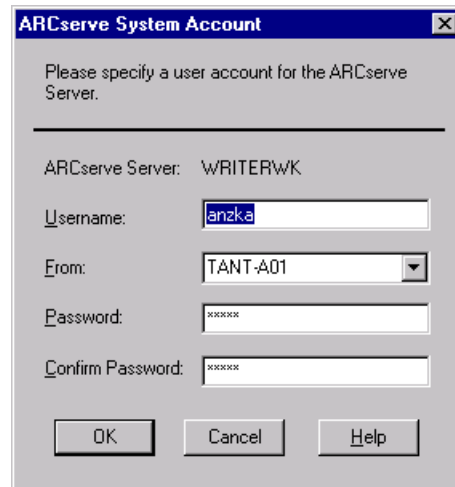 ARCserve System Account
Please specify a user account for the ARCserve
Server.
ARCserve Server: WRITERWK
Username: anzka
From: TANT-A01
Password: *****
Confirm Password: *****
OK Cancel Help